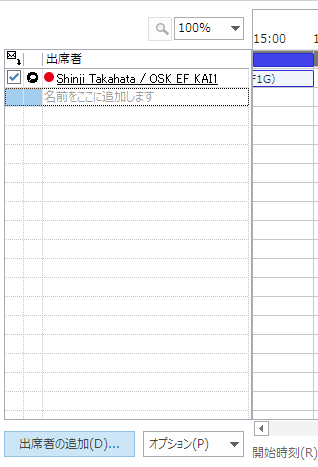 100%
15:00
出席者
Shinji Takahata / OSK EF KAI1
F1G)
名前をここに追加します
出席者の追加(D)...
オプション(P)
開始時刻(R)